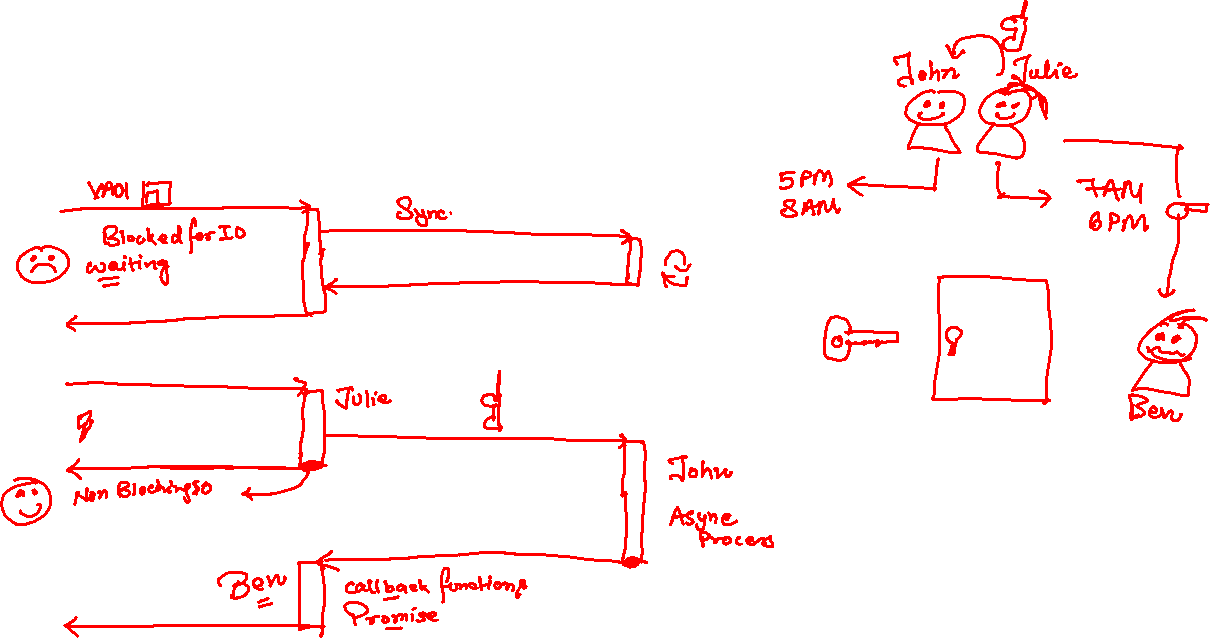 John Julie
5PM
8AM
7AM
6PM
Sync.
Blocked for IO
waiting
Julie
Non Blocking IO
John
Async
Process
Ben
Ben
callback function &
Promise